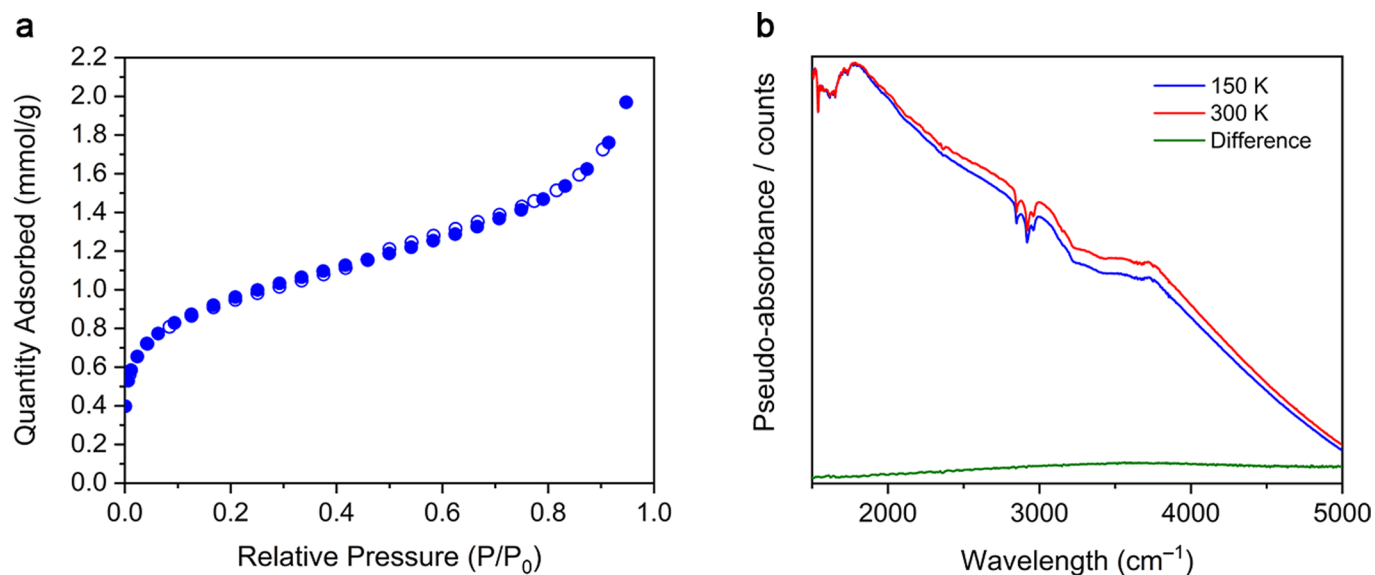 a
2.2
2.0
1.8
1.6
1.4
1.2
1.0
0.8
0.6
0.4
0.2
0.0
0.0 0.2 0.4 0.6 0.8 1.0
Quantity Adsorbed (mmol/g)
Relative Pressure (P/P₀)
b
150 K
300 K
Difference
Pseudo-absorbance / counts
2000 3000 4000 5000
Wavelength (cm⁻¹)